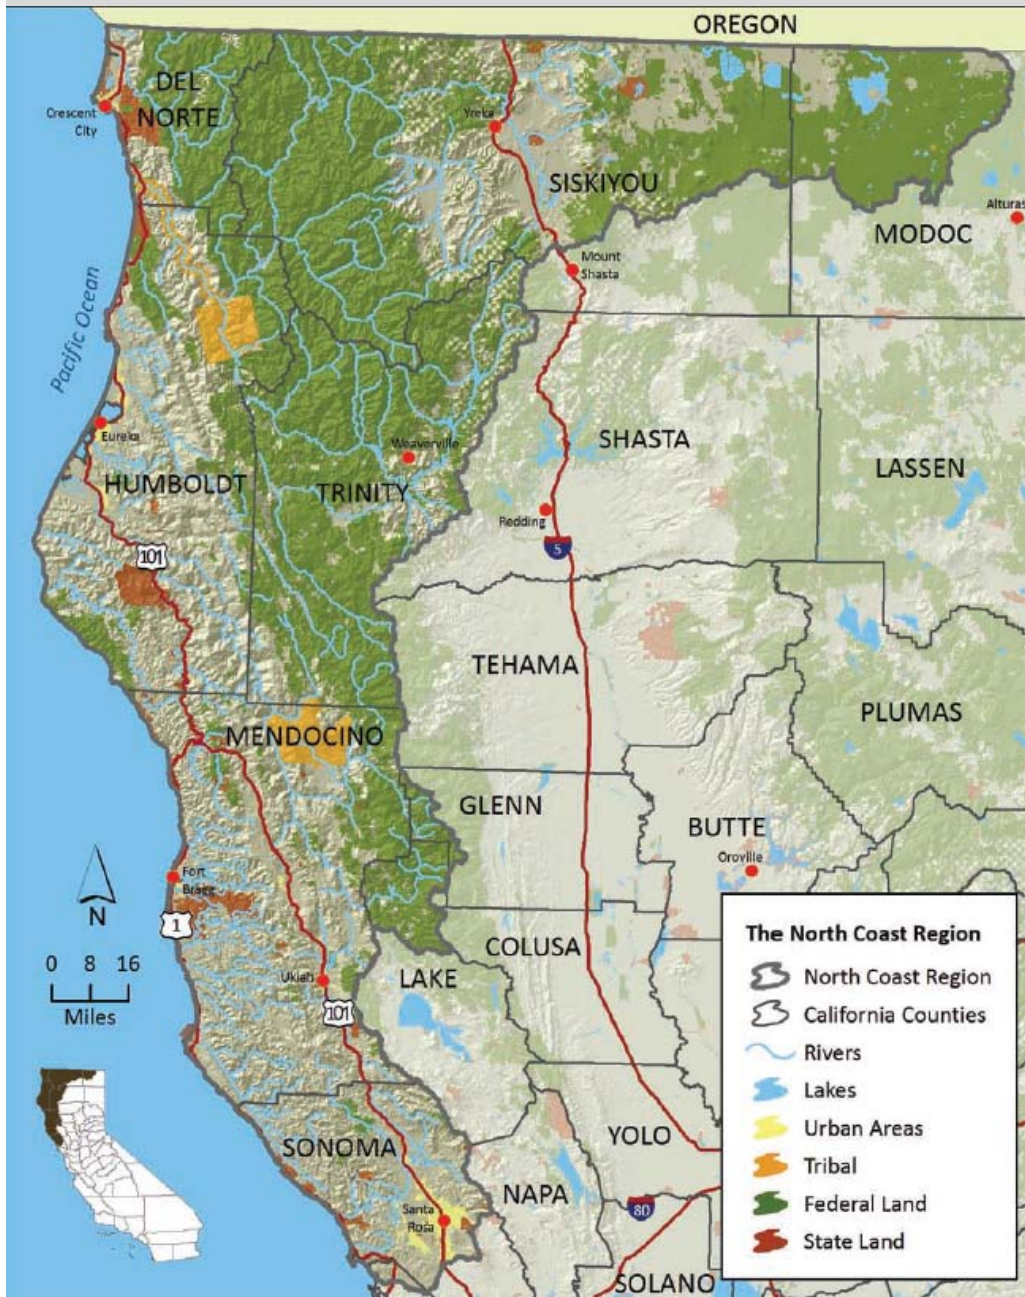 OREGON
DEL
NORTE
Crescent
City
Yreka
SISKIYOU
Alturas
MODOC
Mount
Shasta
Pacific Ocean
Eureka
HUMBOLDT
Weaverville
TRINITY
SHASTA
LASSEN
Redding
5
101
TEHAMA
PLUMAS
MENDOCINO
GLENN
BUTTE
Oroville
Fort
Bragg
N
1
0 8 16
Miles
COLUSA
LAKE
Ukiah
101
SONOMA
YOLO
NAPA
Santa
Rosa
80
SOLANO
The North Coast Region
North Coast Region
California Counties
Rivers
Lakes
Urban Areas
Tribal
Federal Land
State Land